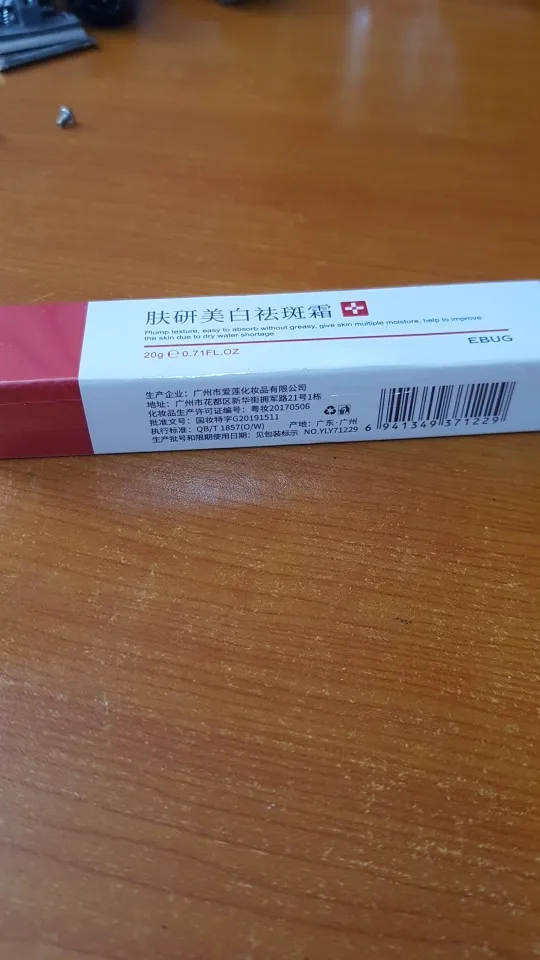 肤研美白祛斑霜
Plump texture, easy to absorb without greasy, give skin multiple moisture, help to improve
the skin due to dry water shortage
EBUG
20g ℮ 0.71FL.OZ
生产企业：广州市爱莲化妆品有限公司
地址：广州市花都区新华街拥军路21号1栋
化妆品生产许可证编号：粤妆20170506
批准文号：国妆特字G20191511
执行标准：QB/T 1857(O/W) 产地：广东·广州
生产批号和限期使用日期：见包装标示 NO.YLY71229
6 941349 371229